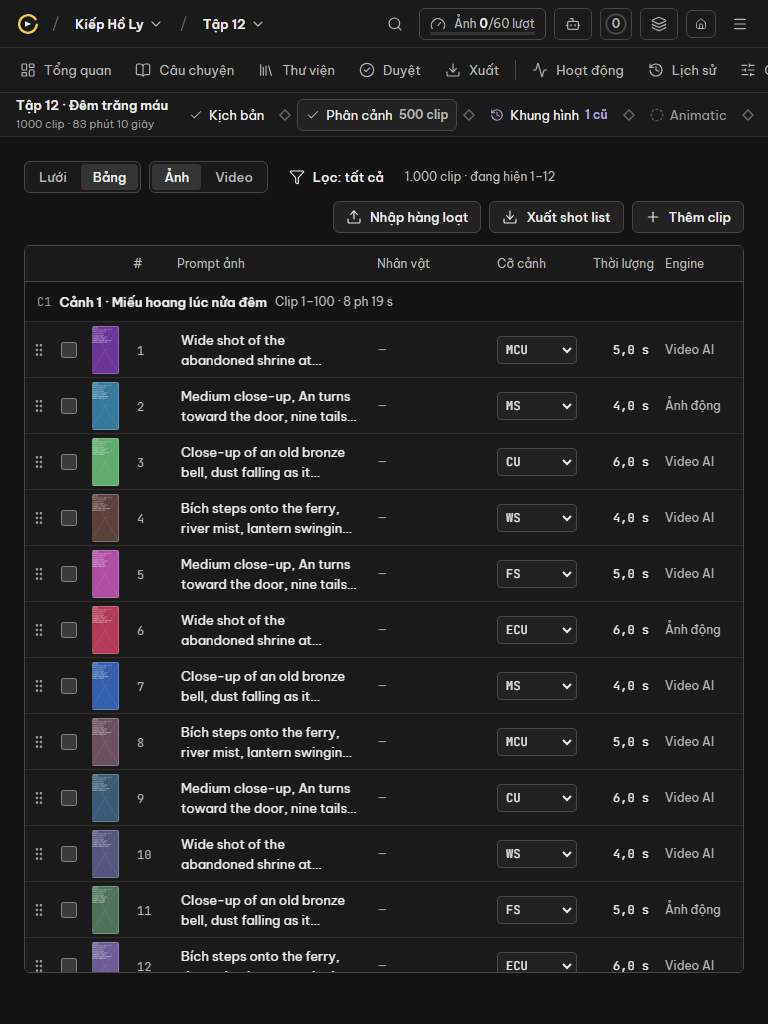 / Kiếp Hồ Ly / Tập 12 Ảnh 0/60 lượt 0
Tổng quan Câu chuyện Thư viện Duyệt Xuất Hoạt động Lịch sử
Tập 12 · Đêm trăng máu
1000 clip · 83 phút 10 giây
Kịch bản Phân cảnh 500 clip Khung hình 1 cũ Animatic
Lưới Bảng Ảnh Video Lọc: tất cả 1.000 clip · đang hiện 1–12
Nhập hàng loạt Xuất shot list Thêm clip
# Prompt ảnh Nhân vật Cỡ cảnh Thời lượng Engine
C1 Cảnh 1 · Miếu hoang lúc nửa đêm Clip 1–100 · 8 ph 19 s
1 Wide shot of the abandoned shrine at... — MCU 5,0 s Video AI
2 Medium close-up, An turns toward the door, nine tails... — MS 4,0 s Ảnh động
3 Close-up of an old bronze bell, dust falling as it... — CU 6,0 s Video AI
4 Bích steps onto the ferry, river mist, lantern swingin... — WS 4,0 s Video AI
5 Medium close-up, An turns toward the door, nine tails... — FS 5,0 s Video AI
6 Wide shot of the abandoned shrine at... — ECU 6,0 s Ảnh động
7 Close-up of an old bronze bell, dust falling as it... — MS 4,0 s Video AI
8 Bích steps onto the ferry, river mist, lantern swingin... — MCU 5,0 s Video AI
9 Medium close-up, An turns toward the door, nine tails... — CU 6,0 s Video AI
10 Wide shot of the abandoned shrine at... — WS 4,0 s Video AI
11 Close-up of an old bronze bell, dust falling as it... — FS 5,0 s Ảnh động
12 Bích steps onto the ferry, — ECU 6,0 s Video AI